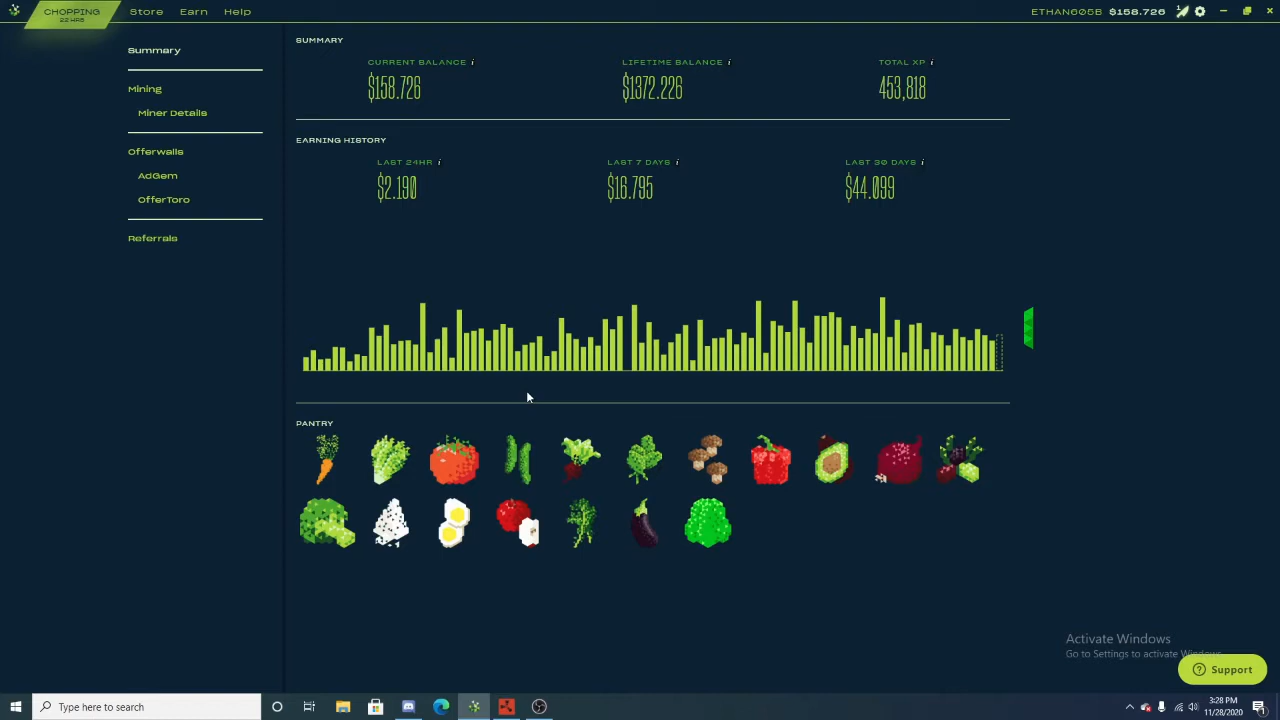 CHOPPING
22 HRS
Store Earn Help
ETHAN605B $158.726
Summary
Mining
Miner Details
Offerwalls
AdGem
OfferToro
Referrals
SUMMARY
CURRENT BALANCE i
LIFETIME BALANCE i
TOTAL XP i
$158.726
$1372.226
453,818
EARNING HISTORY
LAST 24HR i
LAST 7 DAYS i
LAST 30 DAYS i
$2.190
$16.795
$44.099
PANTRY
Activate Windows
Go to Settings to activate Windows.
Support
Type here to search
3:28 PM
11/28/2020